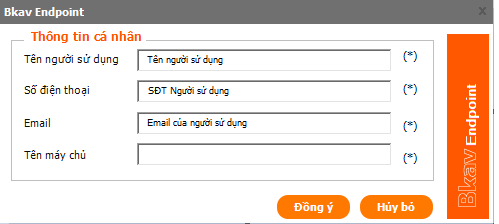 Bkav Endpoint
x
Thông tin cá nhân
Tên người sử dụng Tên người sử dụng (*)
Số điện thoại SĐT Người sử dụng (*)
Email Email của người sử dụng (*)
Tên máy chủ (*)
Đồng ý Hủy bỏ
Bkav Endpoint